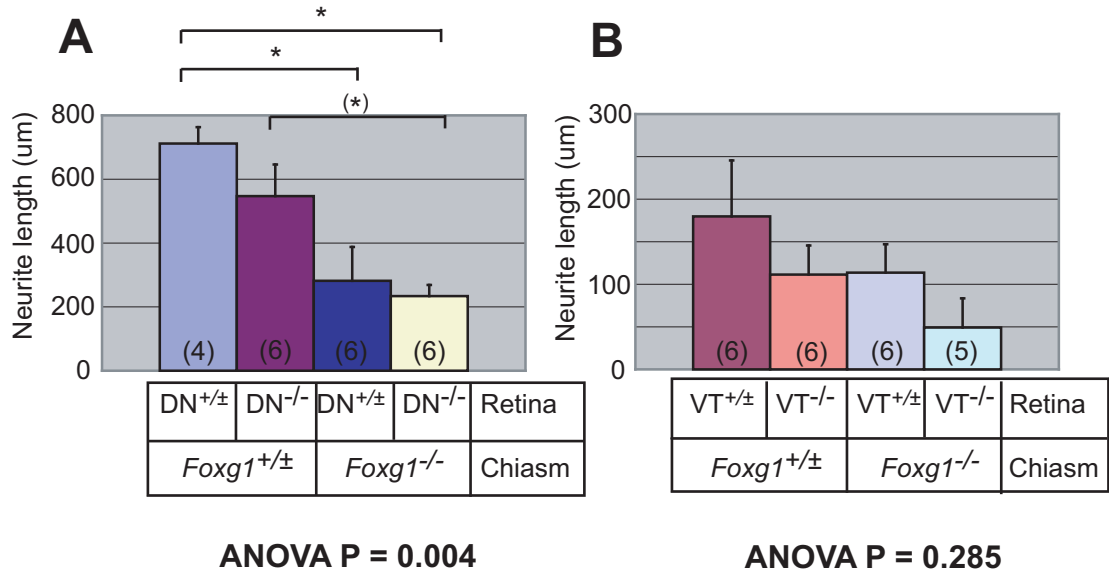 A
*
*
(*)
Neurite length (um)
800
600
400
200
0
(4) (6) (6) (6)
DN+/± DN-/- DN+/± DN-/- Retina
Foxg1+/± Foxg1-/- Chiasm
ANOVA P = 0.004
B
Neurite length (um)
300
200
100
0
(6) (6) (6) (5)
VT+/± VT-/- VT+/± VT-/- Retina
Foxg1+/± Foxg1-/- Chiasm
ANOVA P = 0.285